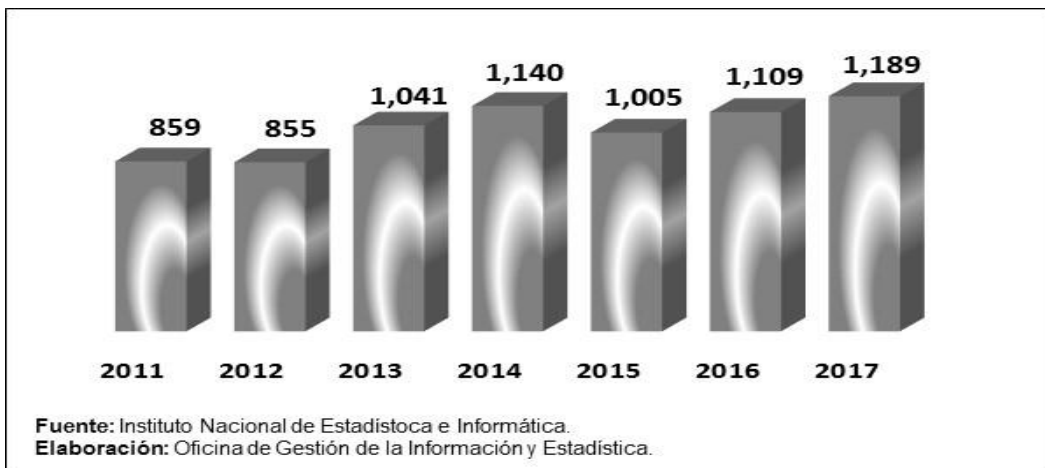 859
855
1,041
1,140
1,005
1,109
1,189
2011 2012 2013 2014 2015 2016 2017
Fuente: Instituto Nacional de Estadístoca e Informática.
Elaboración: Oficina de Gestión de la Información y Estadística.